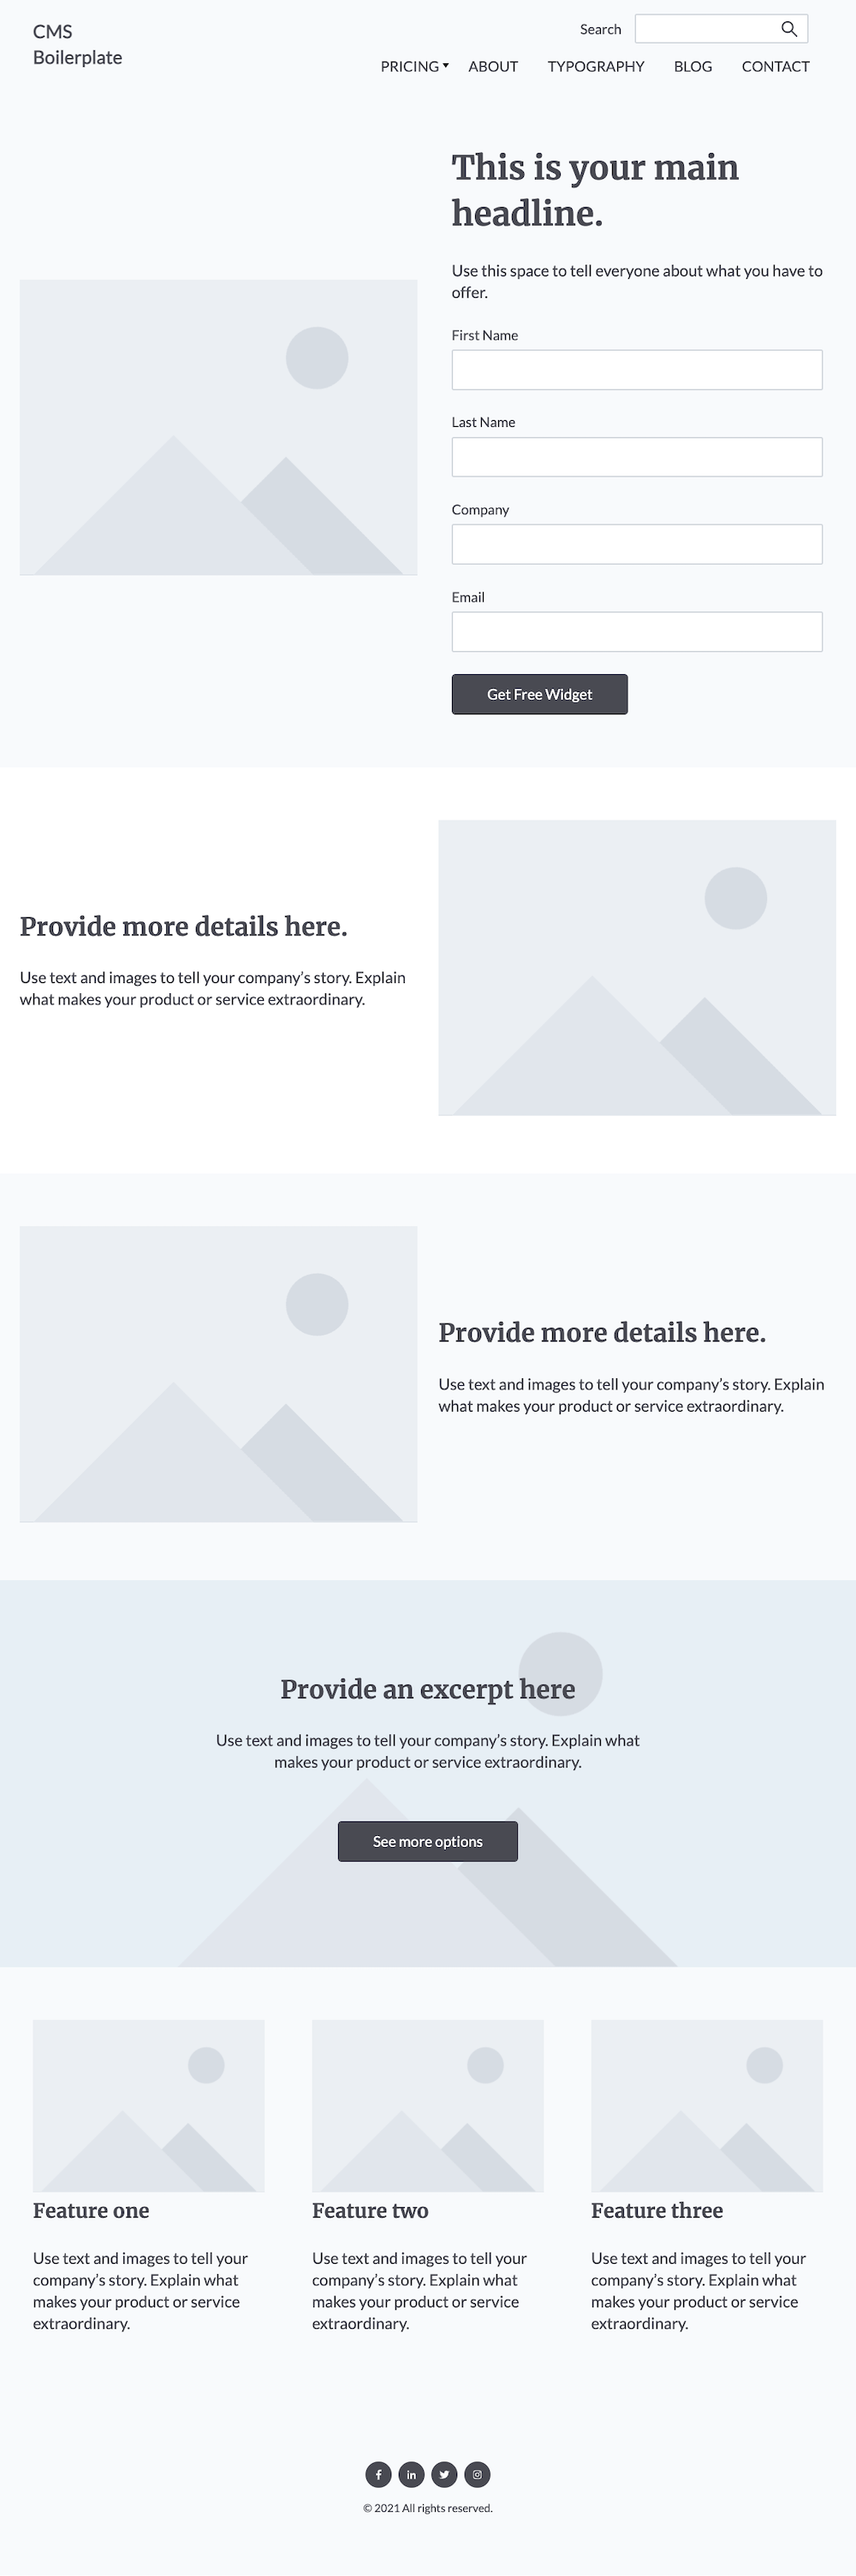 CMS
Boilerplate
Search
PRICING ABOUT TYPOGRAPHY BLOG CONTACT
This is your main
headline.
Use this space to tell everyone about what you have to
offer.
First Name
Last Name
Company
Email
Get Free Widget
Provide more details here.
Use text and images to tell your company’s story. Explain
what makes your product or service extraordinary.
Provide more details here.
Use text and images to tell your company’s story. Explain
what makes your product or service extraordinary.
Provide an excerpt here
Use text and images to tell your company’s story. Explain what
makes your product or service extraordinary.
See more options
Feature one
Use text and images to tell your
company’s story. Explain what
makes your product or service
extraordinary.
Feature two
Use text and images to tell your
company’s story. Explain what
makes your product or service
extraordinary.
Feature three
Use text and images to tell your
company’s story. Explain what
makes your product or service
extraordinary.
© 2021 All rights reserved.